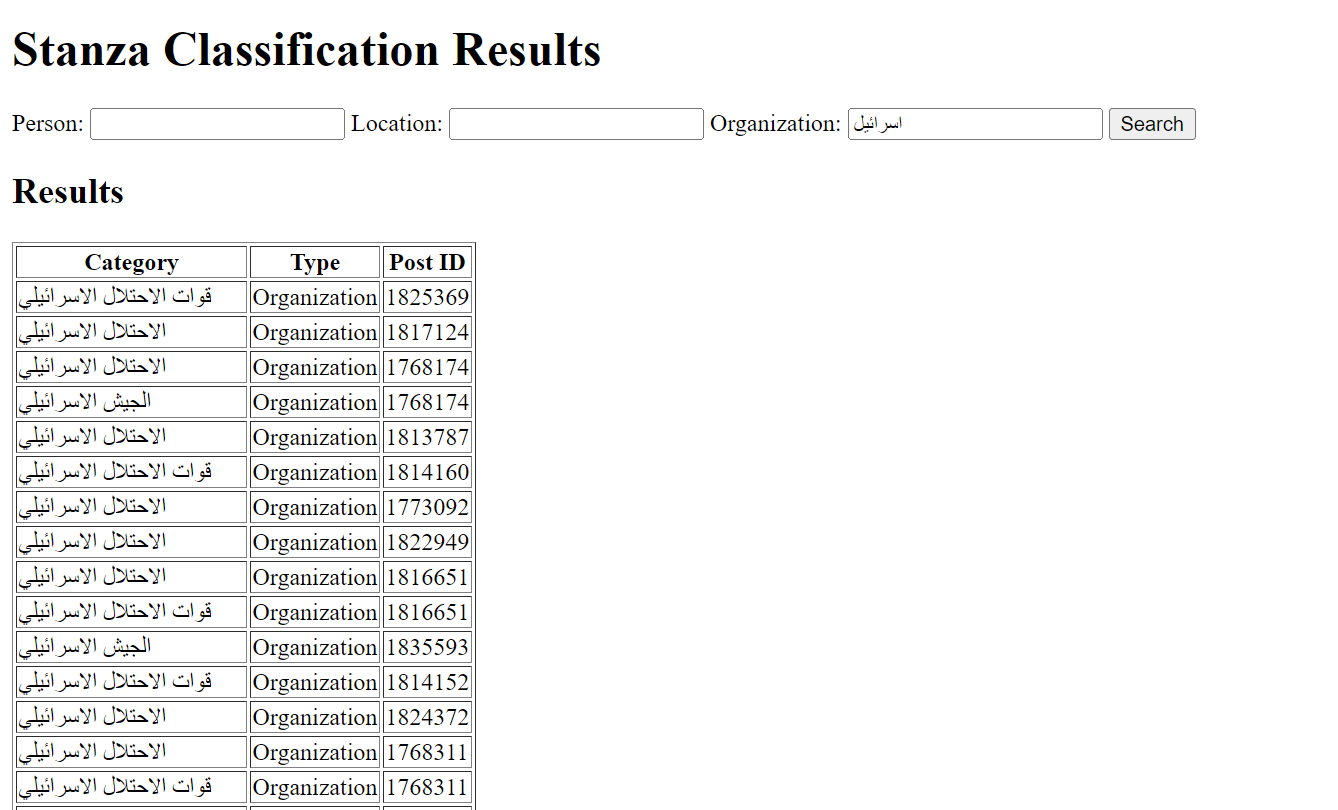 Stanza Classification Results
Person: Location: Organization: اسرائيل Search
Results
Category Type Post ID
قوات الاحتلال الاسرائيلي Organization 1825369
الاحتلال الاسرائيلي Organization 1817124
الاحتلال الاسرائيلي Organization 1768174
الجيش الاسرائيلي Organization 1768174
الاحتلال الاسرائيلي Organization 1813787
قوات الاحتلال الاسرائيلي Organization 1814160
الاحتلال الاسرائيلي Organization 1773092
الاحتلال الاسرائيلي Organization 1822949
الاحتلال الاسرائيلي Organization 1816651
قوات الاحتلال الاسرائيلي Organization 1816651
الجيش الاسرائيلي Organization 1835593
قوات الاحتلال الاسرائيلي Organization 1814152
الاحتلال الاسرائيلي Organization 1824372
الاحتلال الاسرائيلي Organization 1768311
قوات الاحتلال الاسرائيلي Organization 1768311